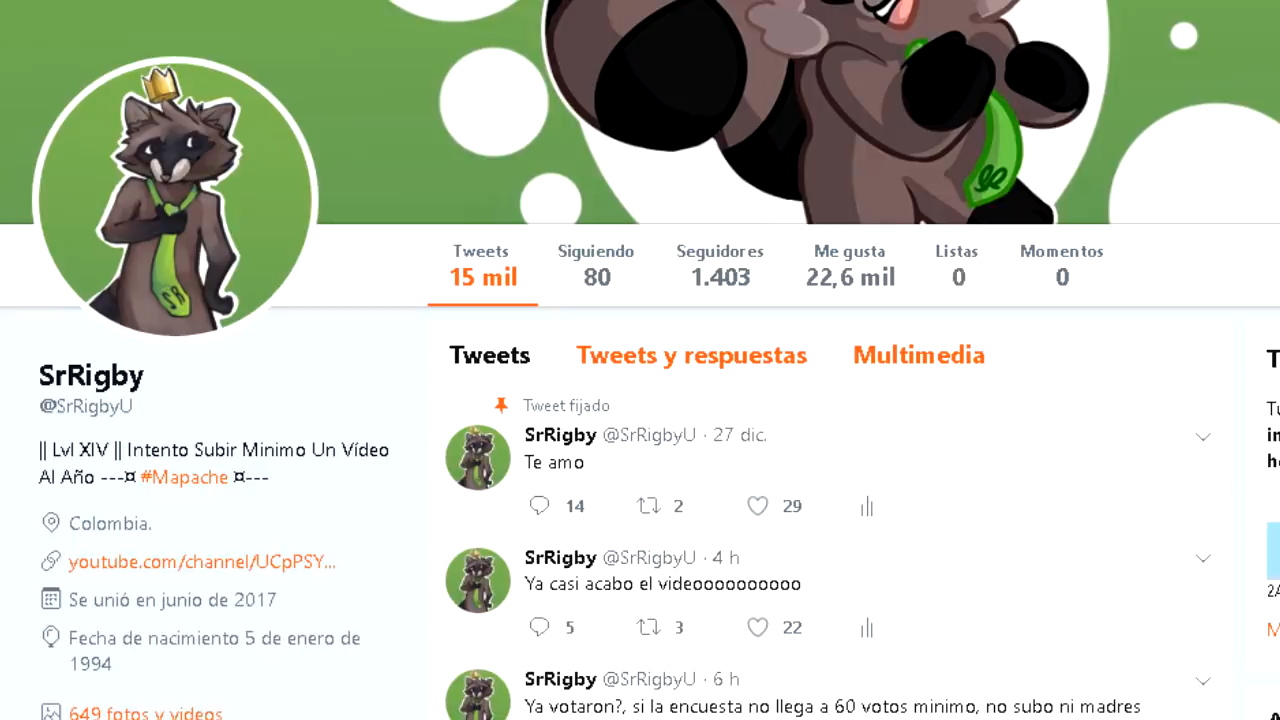 SR
SR
Tweets
Siguiendo
Seguidores
Me gusta
Listas
Momentos
15 mil
80
1.403
22,6 mil
0
0
SrRigby
@SrRigbyU
|| Lvl XIV || Intento Subir Minimo Un Vídeo
Al Año ---¤ #Mapache ¤---
Colombia.
youtube.com/channel/UCpPSY...
Se unió en junio de 2017
Fecha de nacimiento 5 de enero de
1994
649 fotos y videos
Tweets
Tweets y respuestas
Multimedia
Tweet fijado
SrRigby @SrRigbyU · 27 dic.
Te amo
14
2
29
SrRigby @SrRigbyU · 4 h
Ya casi acabo el videoooooooooo
5
3
22
SrRigby @SrRigbyU · 6 h
Ya votaron?, si la encuesta no llega a 60 votos minimo, no subo ni madres